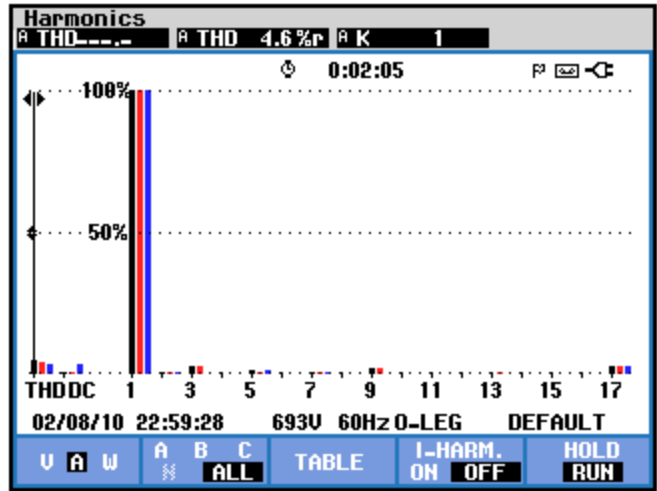 Harmonics
A THD---.- A THD 4.6%r A K 1
0:02:05
100%
50%
THD DC 1 3 5 7 9 11 13 15 17
02/08/10 22:59:28 693V 60Hz O-LEG DEFAULT
V A W A B C N ALL TABLE I-HARM. ON OFF HOLD RUN